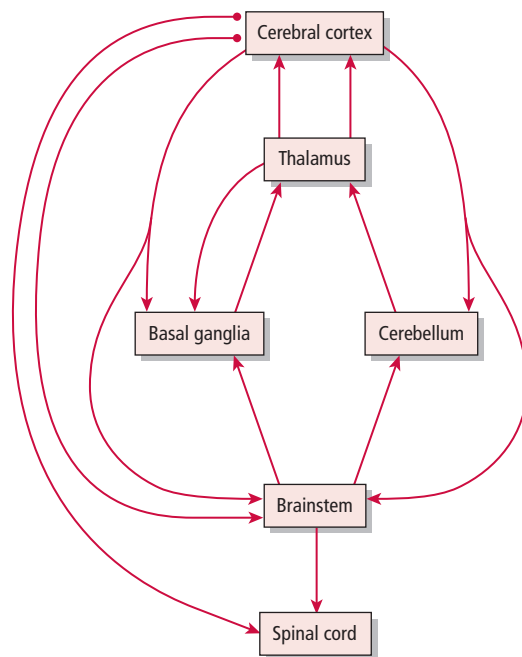 Cerebral cortex
Thalamus
Basal ganglia
Cerebellum
Brainstem
Spinal cord